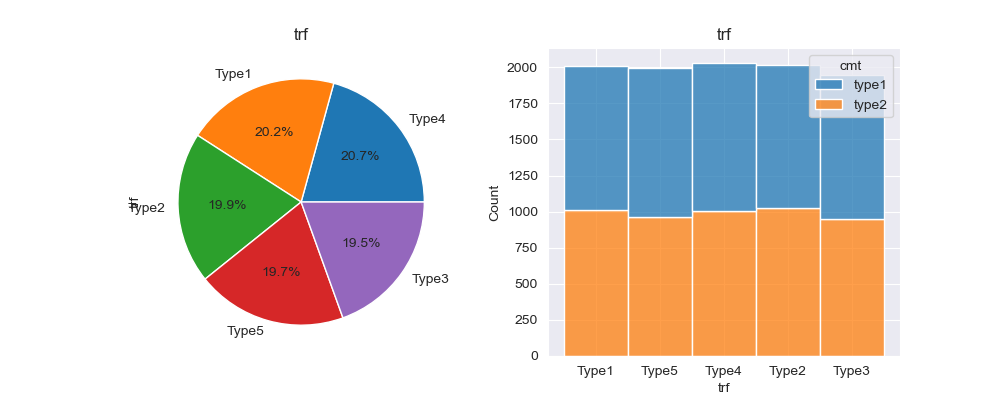 trf
Type1
Type4
20.2%
20.7%
trf
Type2
19.9%
19.5%
19.7%
Type3
Type5
trf
cmt
type1
type2
2000
1750
1500
1250
1000
750
500
250
0
Count
Type1 Type5 Type4 Type2 Type3
trf